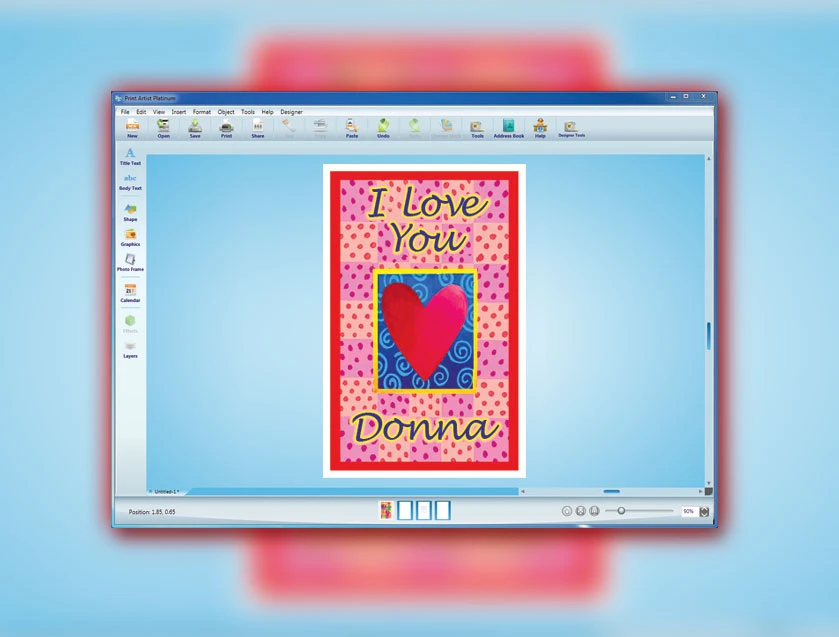 Print Artist Platinum
File Edit View Insert Format Object Tools Help Designer
New Open Save Print Share Paste Undo Tools Address Book Help Designer Tools
Title Text
abc
Body Text
Shape
Graphics
Photo Frame
Calendar
Effects
Layers
I Love
You
Donna
Untitled-1 *
Position: 1.85, 0.65
90%